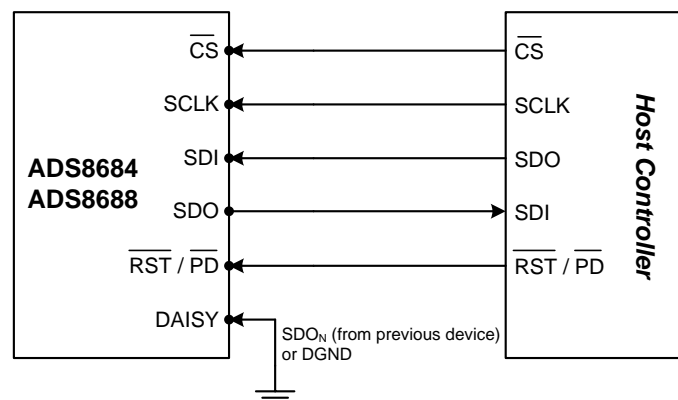 CS
CS
SCLK
SCLK
SDI
SDO
ADS8684
ADS8688
SDO
SDI
RST / PD
RST / PD
DAISY
SDON (from previous device)
or DGND
Host Controller